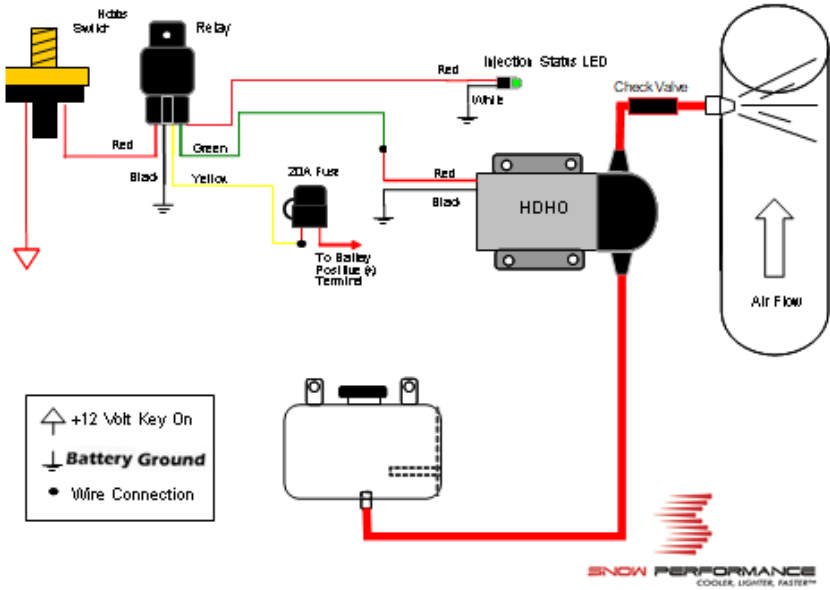 Hobbs
Switch
Relay
Red
Injection Status LED
White
Check Valve
Red
Green
Black
Yellow
20A Fuse
Red
Black
HDHO
To Battery
Positive (+)
Terminal
Air Flow
+12 Volt Key On
Battery Ground
Wire Connection
SNOW PERFORMANCE
COOLER, LIGHTER, FASTER™